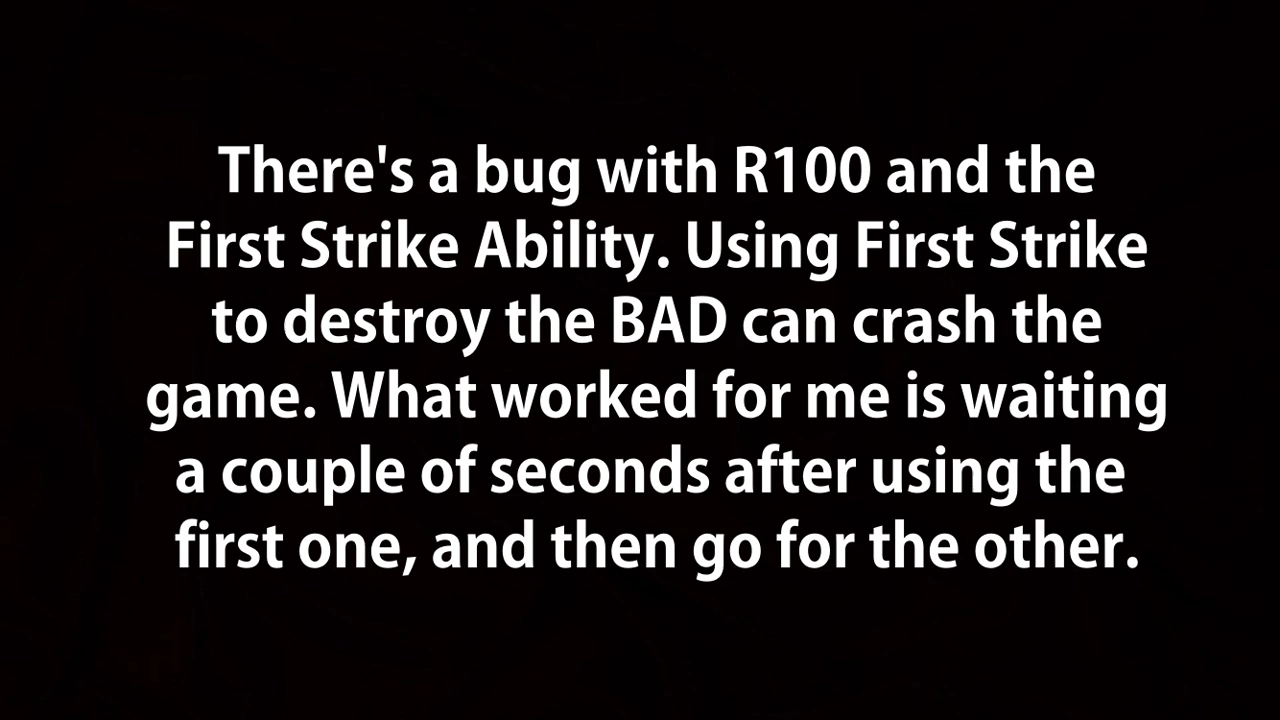 There's a bug with R100 and the
First Strike Ability. Using First Strike
to destroy the BAD can crash the
game. What worked for me is waiting
a couple of seconds after using the
first one, and then go for the other.